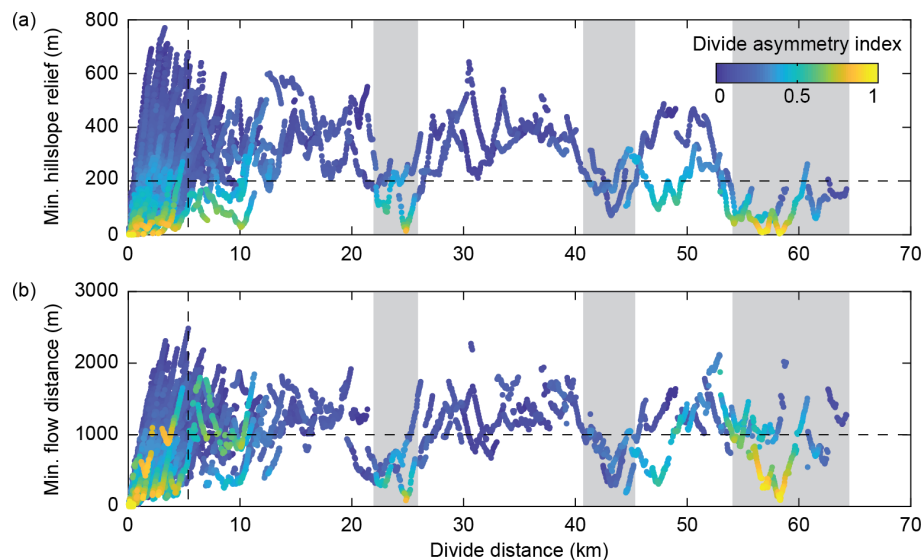 (a)
Min. hillslope relief (m)
800
600
400
200
0
Divide asymmetry index
0 0.5 1
0 10 20 30 40 50 60 70
(b)
Min. flow distance (m)
3000
2000
1000
0
0 10 20 30 40 50 60 70
Divide distance (km)